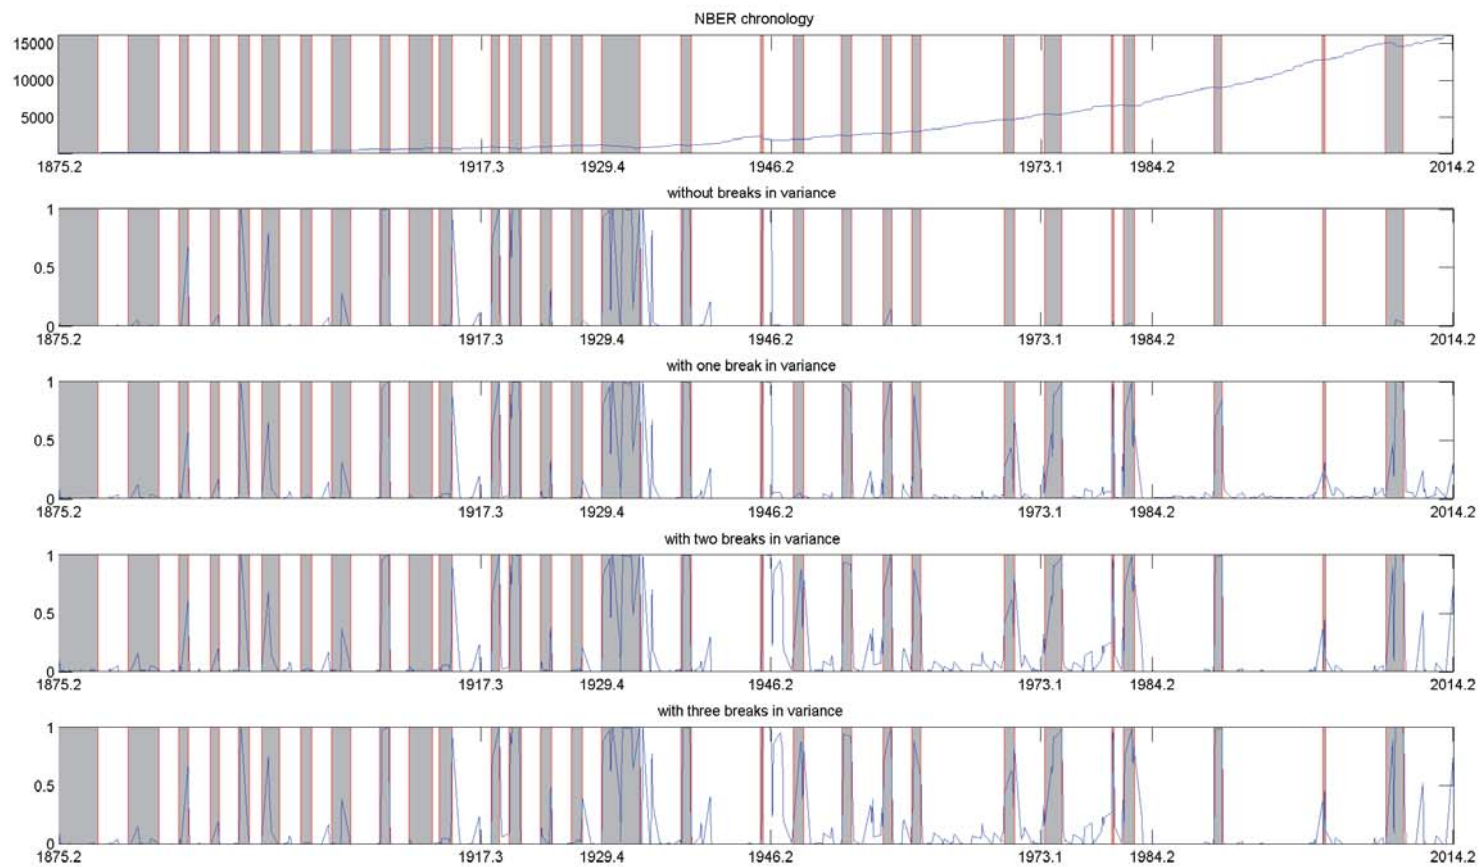 NBER chronology
15000
10000
5000
1875.2 1917.3 1929.4 1946.2 1973.1 1984.2 2014.2
without breaks in variance
1
0.5
0
1875.2 1917.3 1929.4 1946.2 1973.1 1984.2 2014.2
with one break in variance
1
0.5
0
1875.2 1917.3 1929.4 1946.2 1973.1 1984.2 2014.2
with two breaks in variance
1
0.5
0
1875.2 1917.3 1929.4 1946.2 1973.1 1984.2 2014.2
with three breaks in variance
1
0.5
0
1875.2 1917.3 1929.4 1946.2 1973.1 1984.2 2014.2